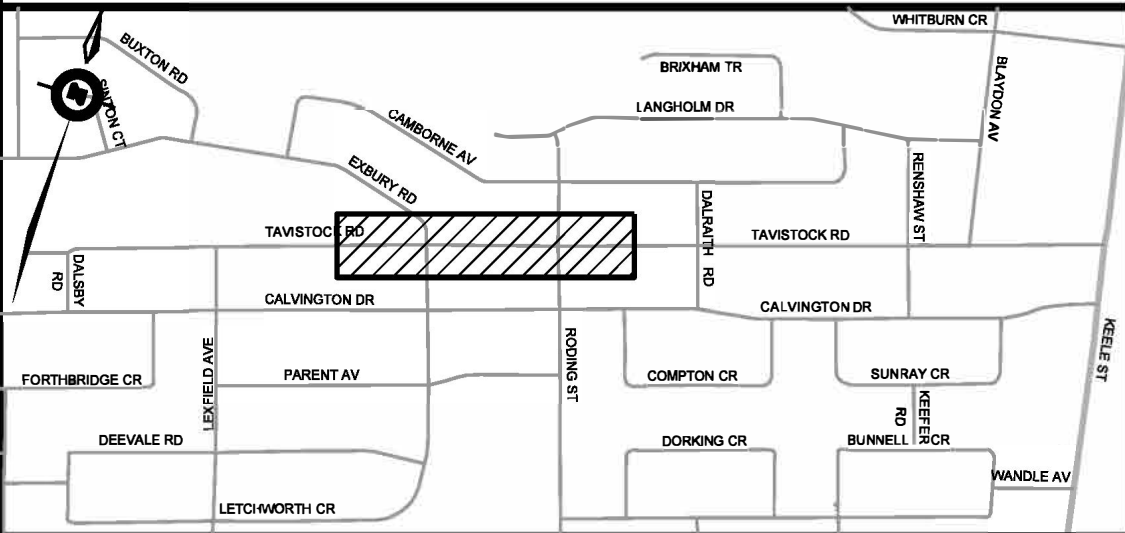 WHITBURN CR
BUXTON RD
BLAYDON AV
BRIXHAM TR
SINTON CT
LANGHOLM DR
CAMBORNE AV
EXBURY RD
RENSHAW ST
DALRAITH RD
TAVISTOCK RD
TAVISTOCK RD
DALSBY
RD
CALVINGTON DR
CALVINGTON DR
KEELE ST
RODING ST
LEXFIELD AVE
FORTHBRIDGE CR
PARENT AV
COMPTON CR
SUNRAY CR
KEEFER
RD
DEEVALE RD
DORKING CR
BUNNELL CR
WANDLE AV
LETCHWORTH CR